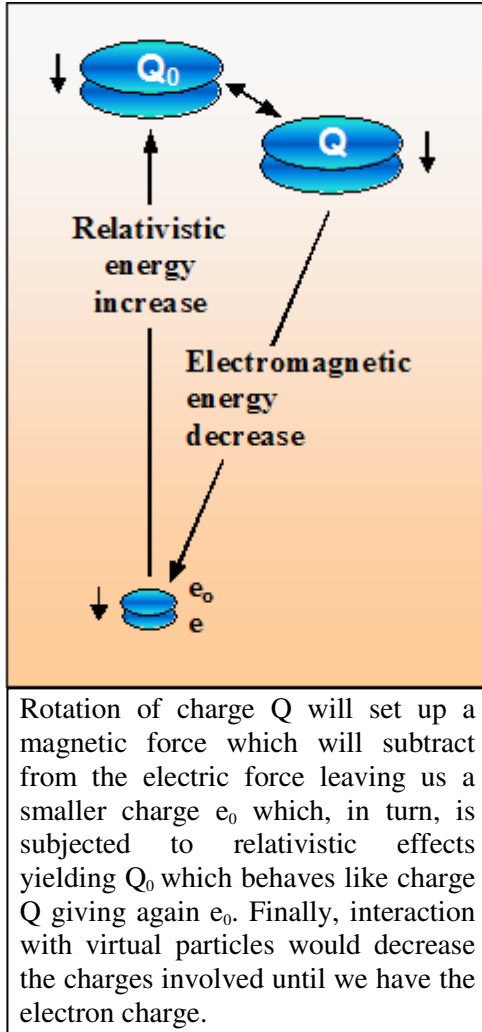 Q₀
Q
Relativistic
energy
increase
Electromagnetic
energy
decrease
e₀
e
Rotation of charge Q will set up a
magnetic force which will subtract
from the electric force leaving us a
smaller charge e₀ which, in turn, is
subjected to relativistic effects
yielding Q₀ which behaves like charge
Q giving again e₀. Finally, interaction
with virtual particles would decrease
the charges involved until we have the
electron charge.